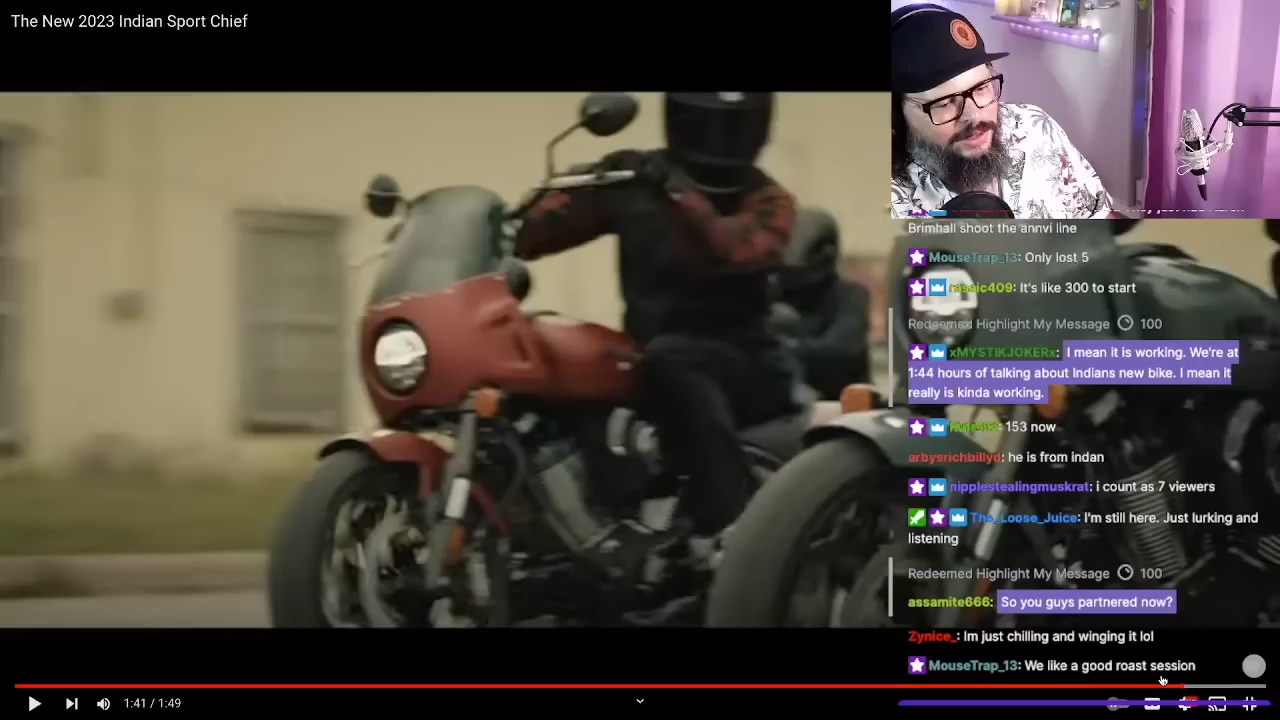 The New 2023 Indian Sport Chief
Brimhall shoot the annvi line
MouseTrap_13: Only lost 5
It's like 300 to start
Redeemed Highlight My Message 100
xMYSTIKJOKERx: I mean it is working. We're at
1:44 hours of talking about Indians new bike. I mean it
really is kinda working.
153 now
arbysrichbillyd: he is from indan
nipplestealingmuskrat: i count as 7 viewers
The_Loose_Juice: I'm still here. Just lurking and
listening
Redeemed Highlight My Message 100
assamite666: So you guys partnered now?
Zynice_: Im just chilling and winging it lol
MouseTrap_13: We like a good roast session
1:41 / 1:49